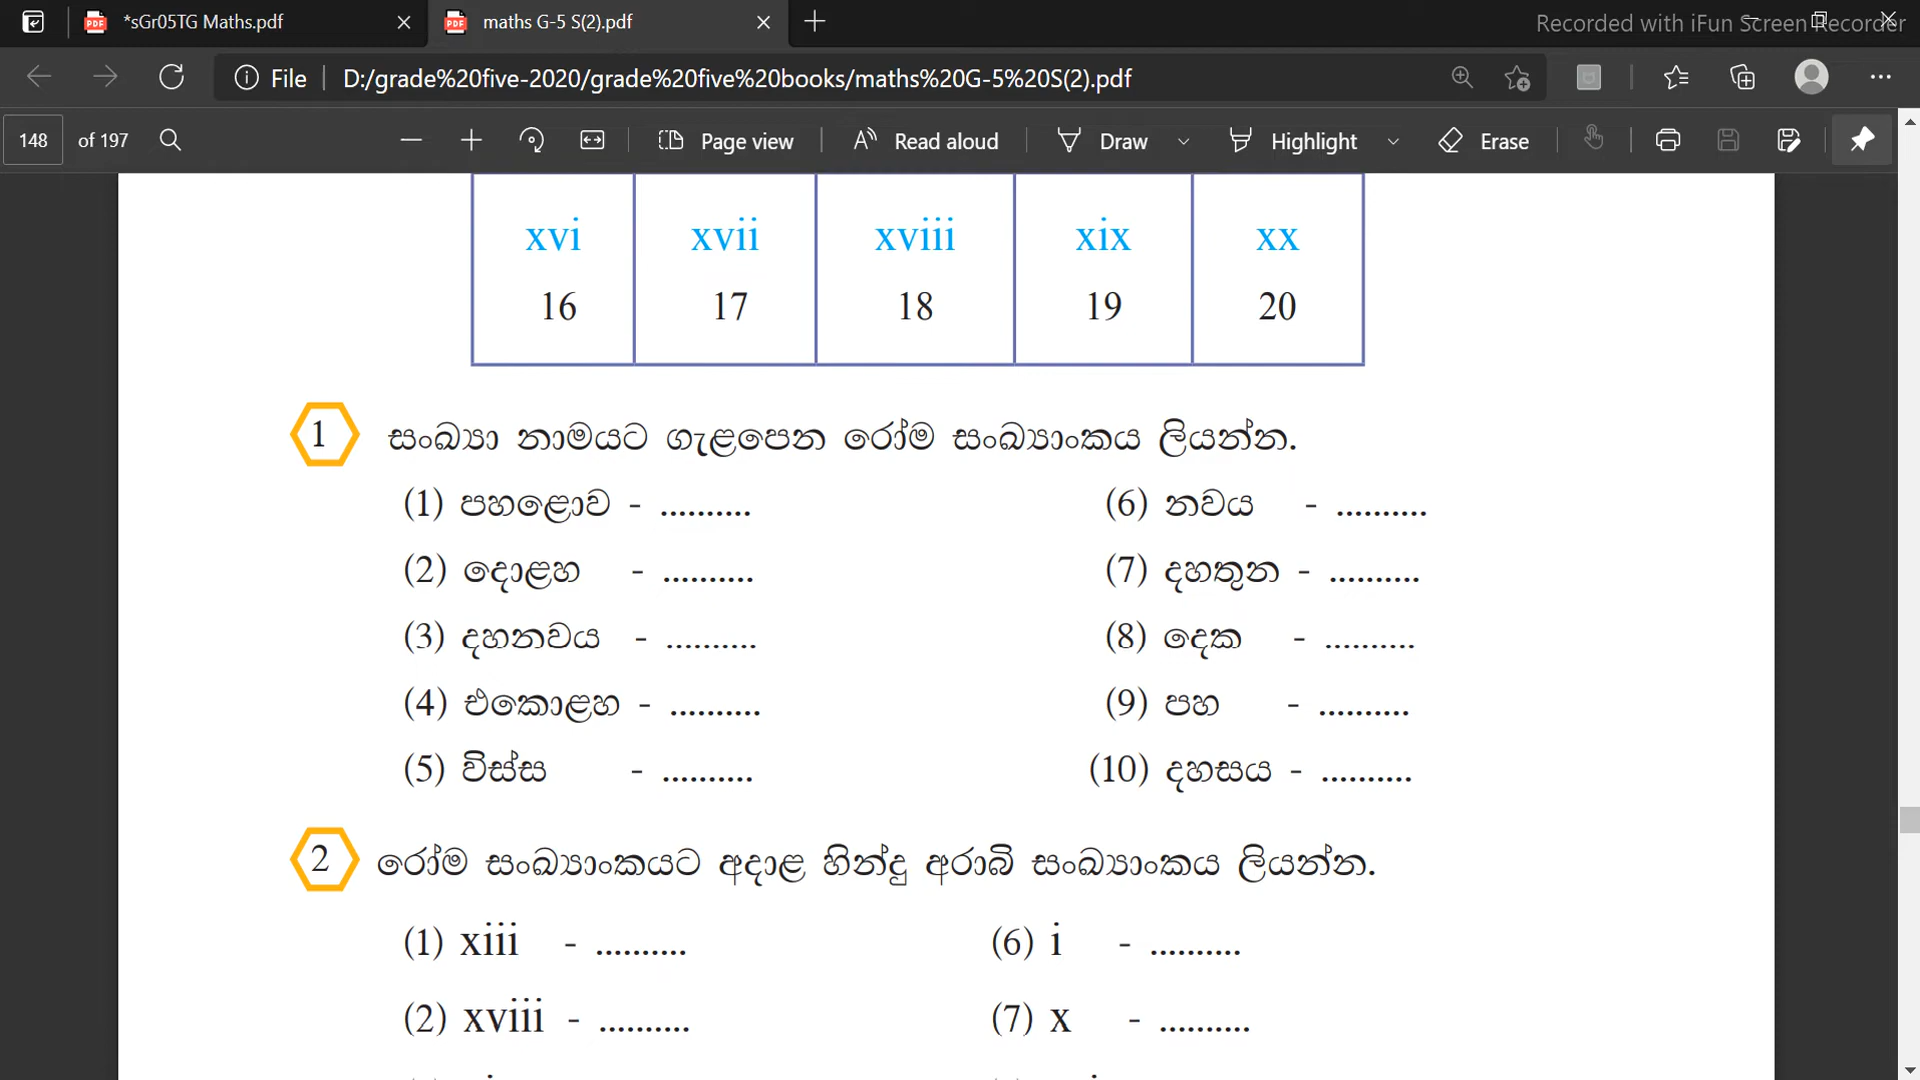 *sGr05TG Maths.pdf
maths G-5 S(2).pdf
Recorded with iFun Screen Recorder
File
D:/grade%20five-2020/grade%20five%20books/maths%20G-5%20S(2).pdf
148 of 197
Page view
Read aloud
Draw
Highlight
Erase
xvi xvii xviii xix xx
16 17 18 19 20
1 සංඛ්‍යා නාමයට ගැළපෙන රෝම සංඛ්‍යාංකය ලියන්න.
(1) පහළොව - .......... (6) නවය - ..........
(2) දොළහ - .......... (7) දහතුන - ..........
(3) දහනවය - .......... (8) දෙක - ..........
(4) එකොළහ - .......... (9) පහ - ..........
(5) විස්ස - .......... (10) දහසය - ..........
2 රෝම සංඛ්‍යාංකයට අදාළ හින්දු අරාබි සංඛ්‍යාංකය ලියන්න.
(1) xiii - .......... (6) i - ..........
(2) xviii - .......... (7) x - ..........